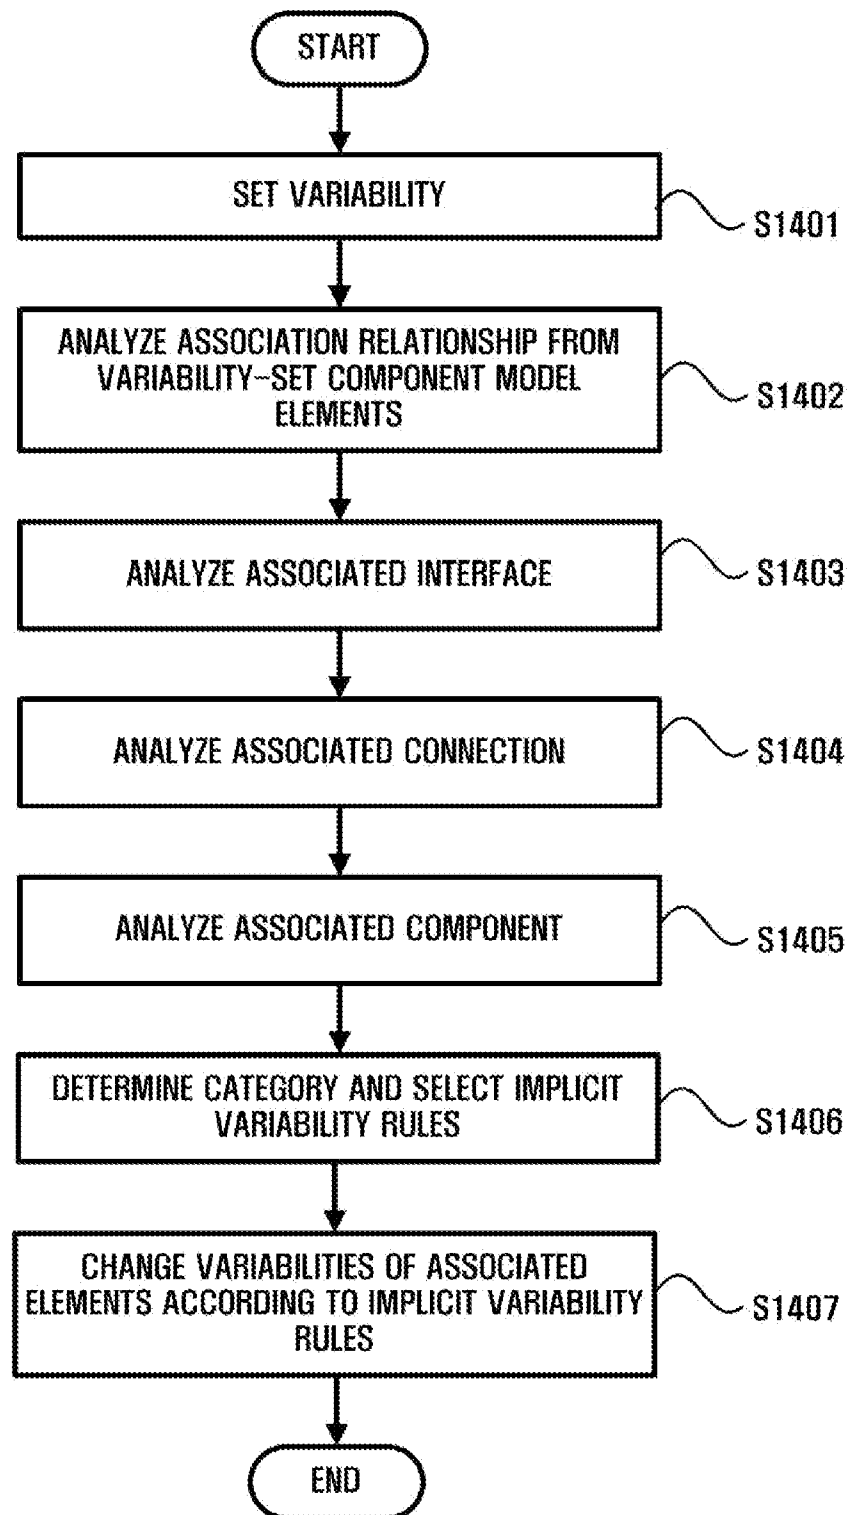 START
SET VARIABILITY
S1401
ANALYZE ASSOCIATION RELATIONSHIP FROM
VARIABILITY-SET COMPONENT MODEL
ELEMENTS
S1402
ANALYZE ASSOCIATED INTERFACE
S1403
ANALYZE ASSOCIATED CONNECTION
S1404
ANALYZE ASSOCIATED COMPONENT
S1405
DETERMINE CATEGORY AND SELECT IMPLICIT
VARIABILITY RULES
S1406
CHANGE VARIABILITIES OF ASSOCIATED
ELEMENTS ACCORDING TO IMPLICIT VARIABILITY
RULES
S1407
END